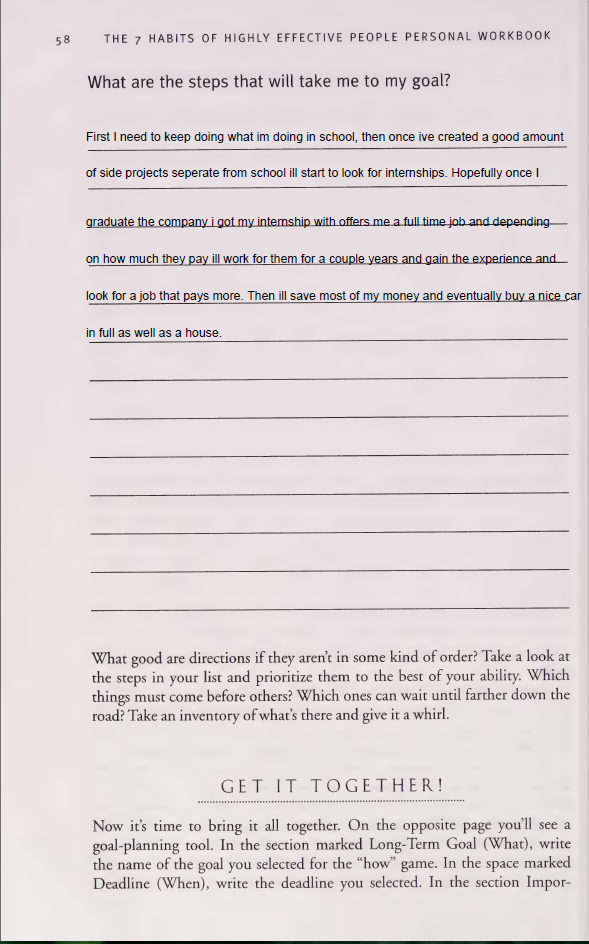 58 THE 7 HABITS OF HIGHLY EFFECTIVE PEOPLE PERSONAL WORKBOOK
What are the steps that will take me to my goal?
First I need to keep doing what im doing in school, then once ive created a good amount
of side projects seperate from school ill start to look for internships. Hopefully once I
graduate the company i got my internship with offers me a full time job and depending
on how much they pay ill work for them for a couple years and gain the experience and
look for a job that pays more. Then ill save most of my money and eventually buy a nice car
in full as well as a house.
What good are directions if they aren't in some kind of order? Take a look at
the steps in your list and prioritize them to the best of your ability. Which
things must come before others? Which ones can wait until farther down the
road? Take an inventory of what's there and give it a whirl.
GET IT TOGETHER!
Now it's time to bring it all together. On the opposite page you'll see a
goal-planning tool. In the section marked Long-Term Goal (What), write
the name of the goal you selected for the “how” game. In the space marked
Deadline (When), write the deadline you selected. In the section Impor-